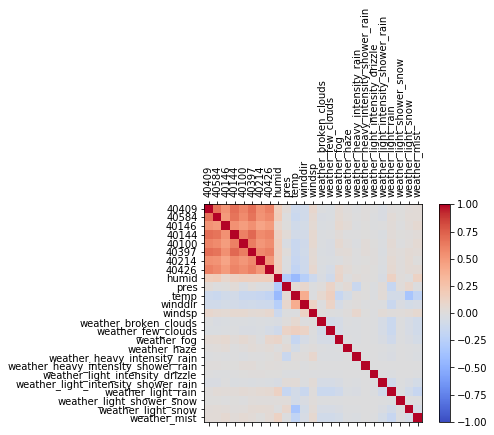 40409
40584
40146
40144
40100
40397
40214
40426
humid
pres
temp
winddir
windsp
weather_broken_clouds
weather_few_clouds
weather_fog
weather_haze
weather_heavy_intensity_rain
weather_heavy_intensity_shower_rain
weather_light_intensity_drizzle
weather_light_intensity_shower_rain
weather_light_rain
weather_light_shower_snow
weather_light_snow
weather_mist
40409
40584
40146
40144
40100
40397
40214
40426
humid
pres
temp
winddir
windsp
weather_broken_clouds
weather_few_clouds
weather_fog
weather_haze
weather_heavy_intensity_rain
weather_heavy_intensity_shower_rain
weather_light_intensity_drizzle
weather_light_intensity_shower_rain
weather_light_rain
weather_light_shower_snow
weather_light_snow
weather_mist
1.00
0.75
0.50
0.25
0.00
−0.25
−0.50
−0.75
−1.00